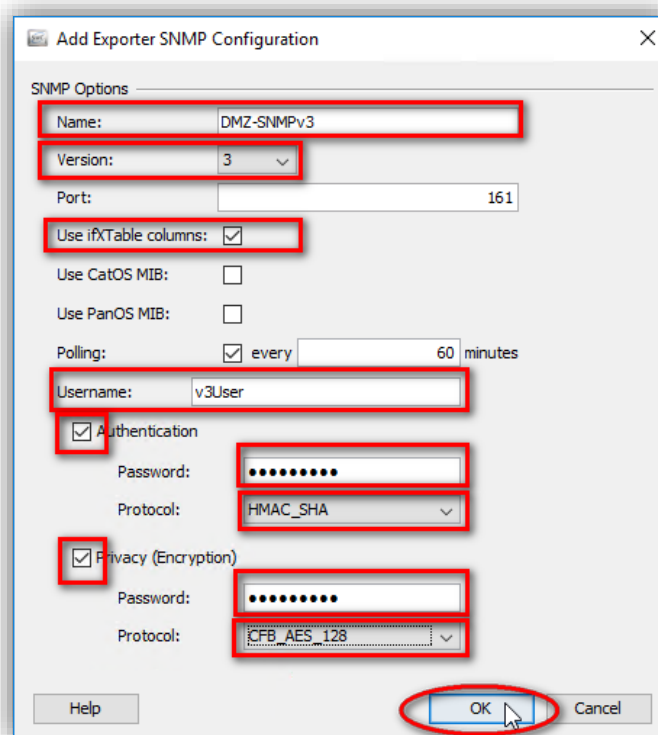 Add Exporter SNMP Configuration
SNMP Options
Name: DMZ-SNMPv3
Version: 3
Port: 161
Use ifXTable columns:
Use CatOS MIB:
Use PanOS MIB:
Polling: every 60 minutes
Username: v3User
Authentication
Password: •••••••••
Protocol: HMAC_SHA
Privacy (Encryption)
Password: •••••••••
Protocol: CFB_AES_128
Help OK Cancel